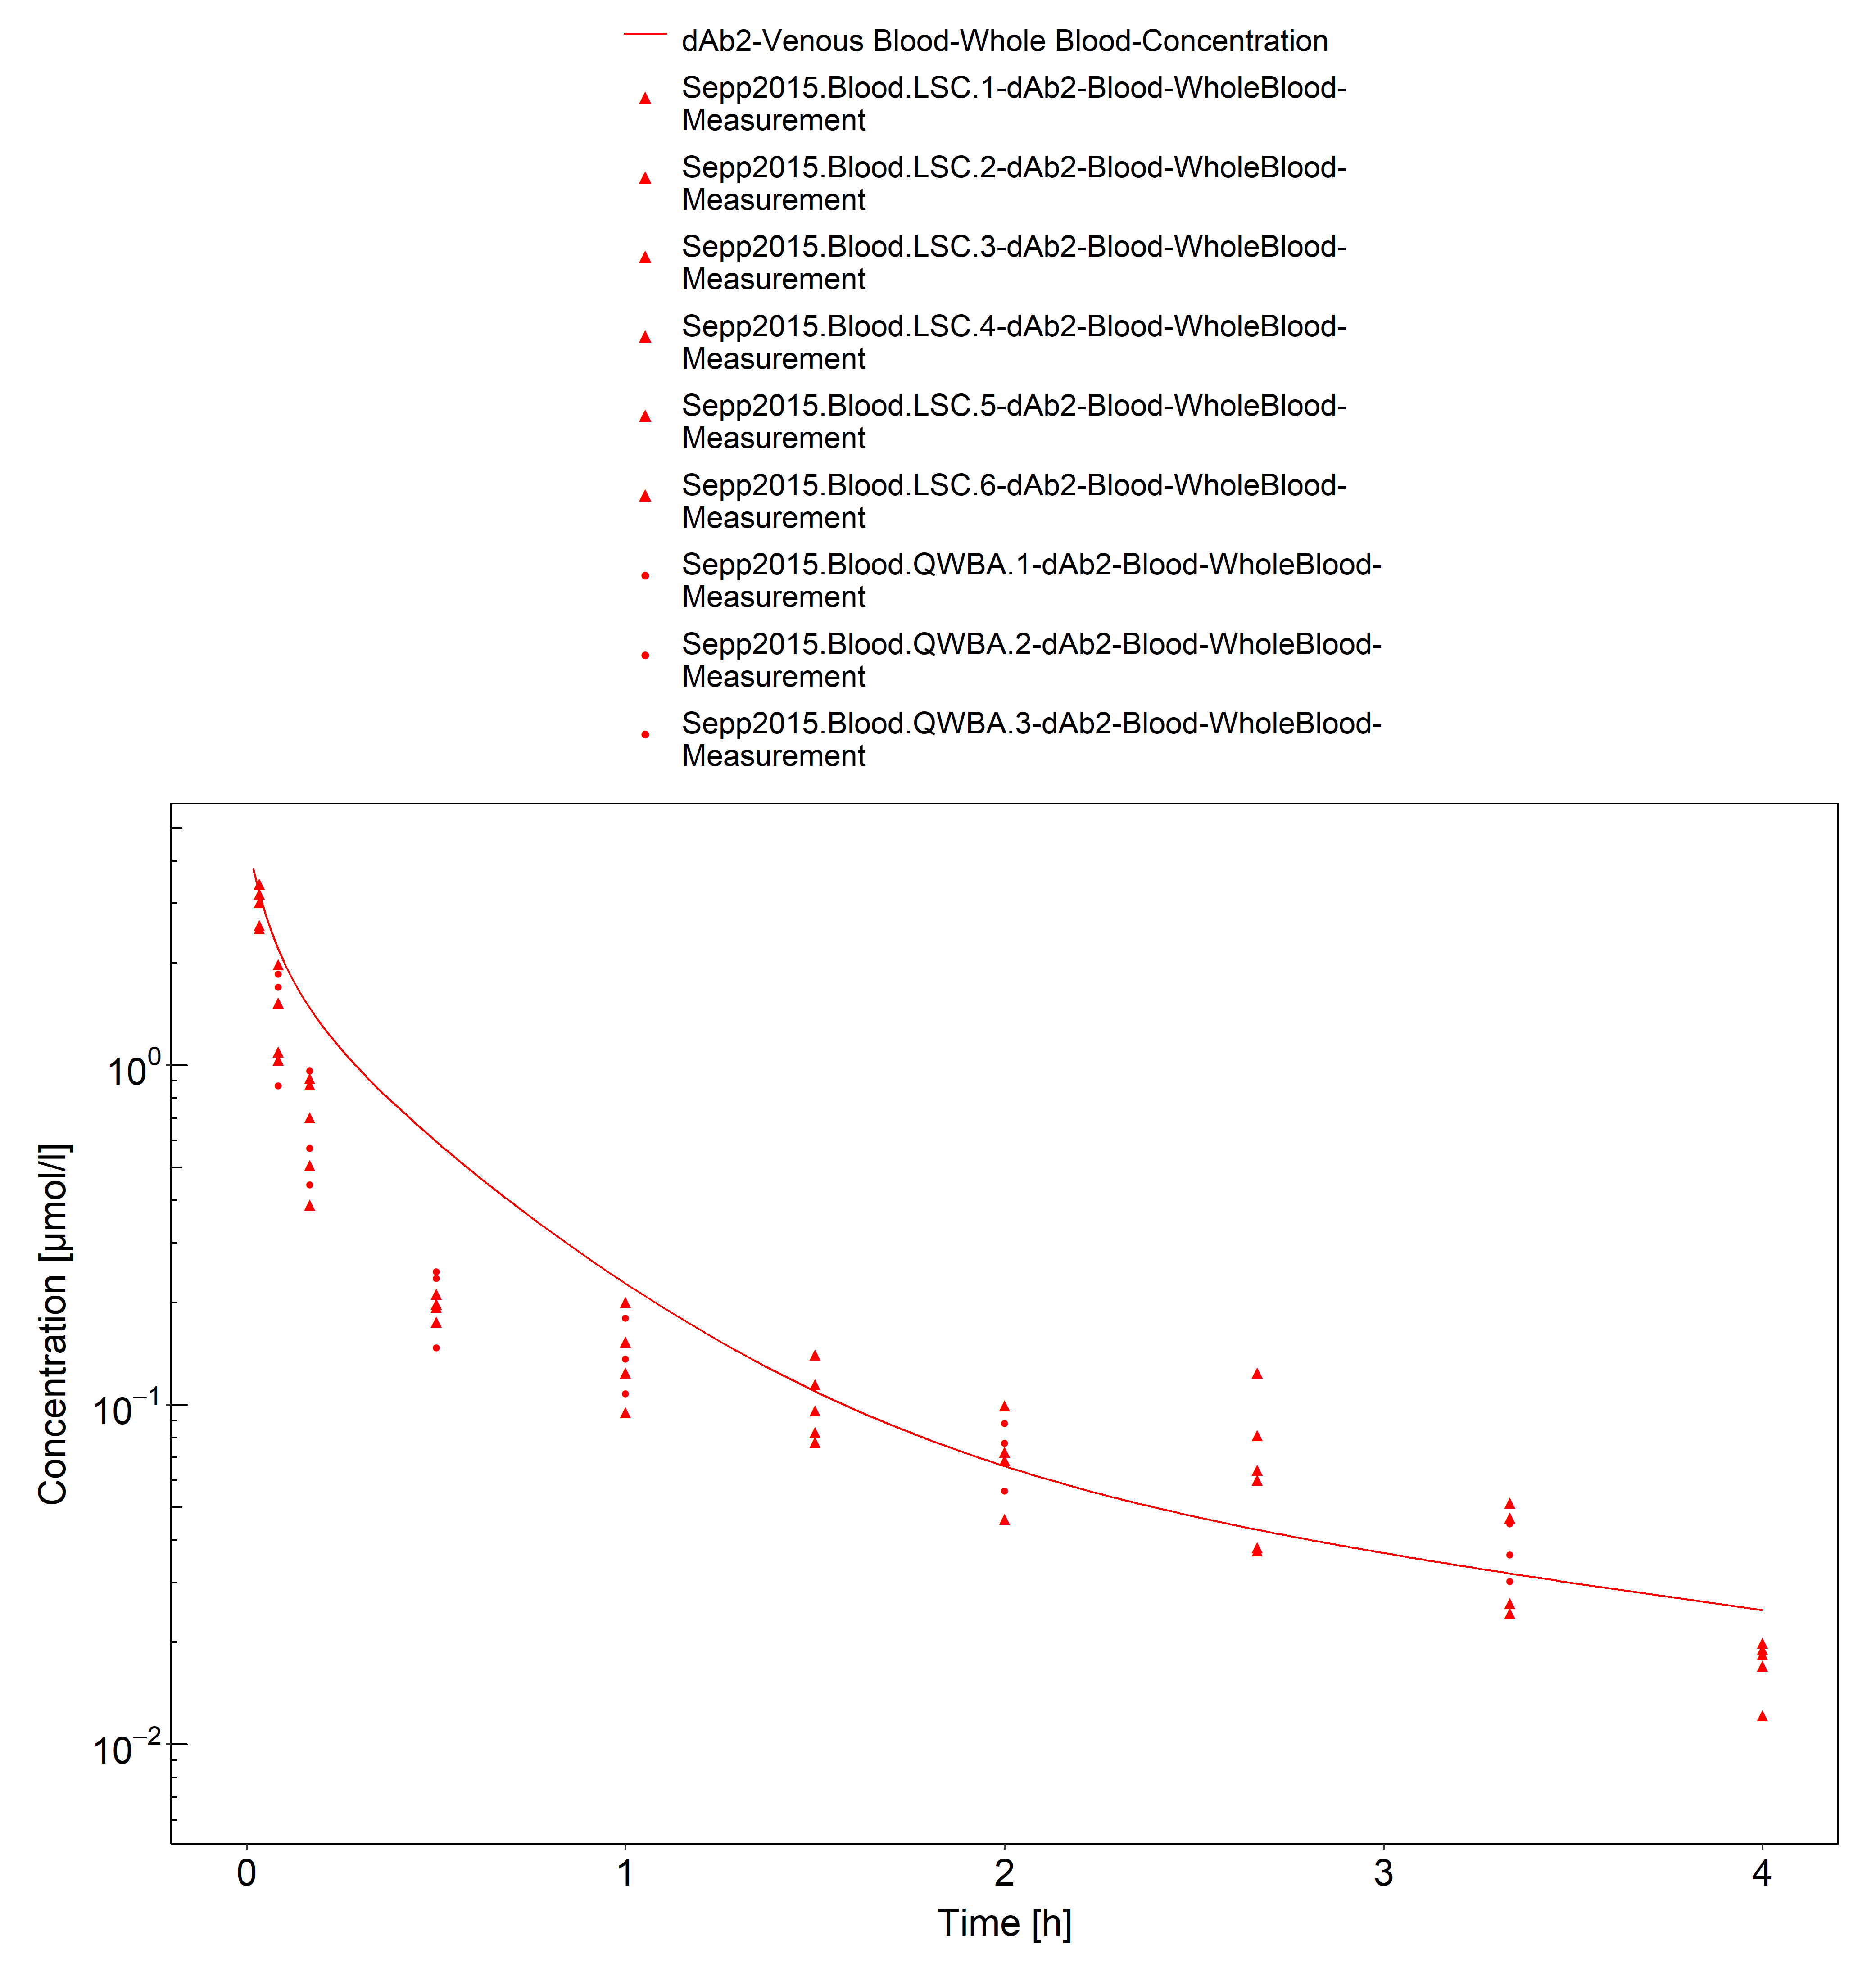 dAb2-Venous Blood-Whole Blood-Concentration
Sepp2015.Blood.LSC.1-dAb2-Blood-WholeBlood-
Measurement
Sepp2015.Blood.LSC.2-dAb2-Blood-WholeBlood-
Measurement
Sepp2015.Blood.LSC.3-dAb2-Blood-WholeBlood-
Measurement
Sepp2015.Blood.LSC.4-dAb2-Blood-WholeBlood-
Measurement
Sepp2015.Blood.LSC.5-dAb2-Blood-WholeBlood-
Measurement
Sepp2015.Blood.LSC.6-dAb2-Blood-WholeBlood-
Measurement
Sepp2015.Blood.QWBA.1-dAb2-Blood-WholeBlood-
Measurement
Sepp2015.Blood.QWBA.2-dAb2-Blood-WholeBlood-
Measurement
Sepp2015.Blood.QWBA.3-dAb2-Blood-WholeBlood-
Measurement
Concentration [µmol/l]
10⁰
10⁻¹
10⁻²
0 1 2 3 4
Time [h]